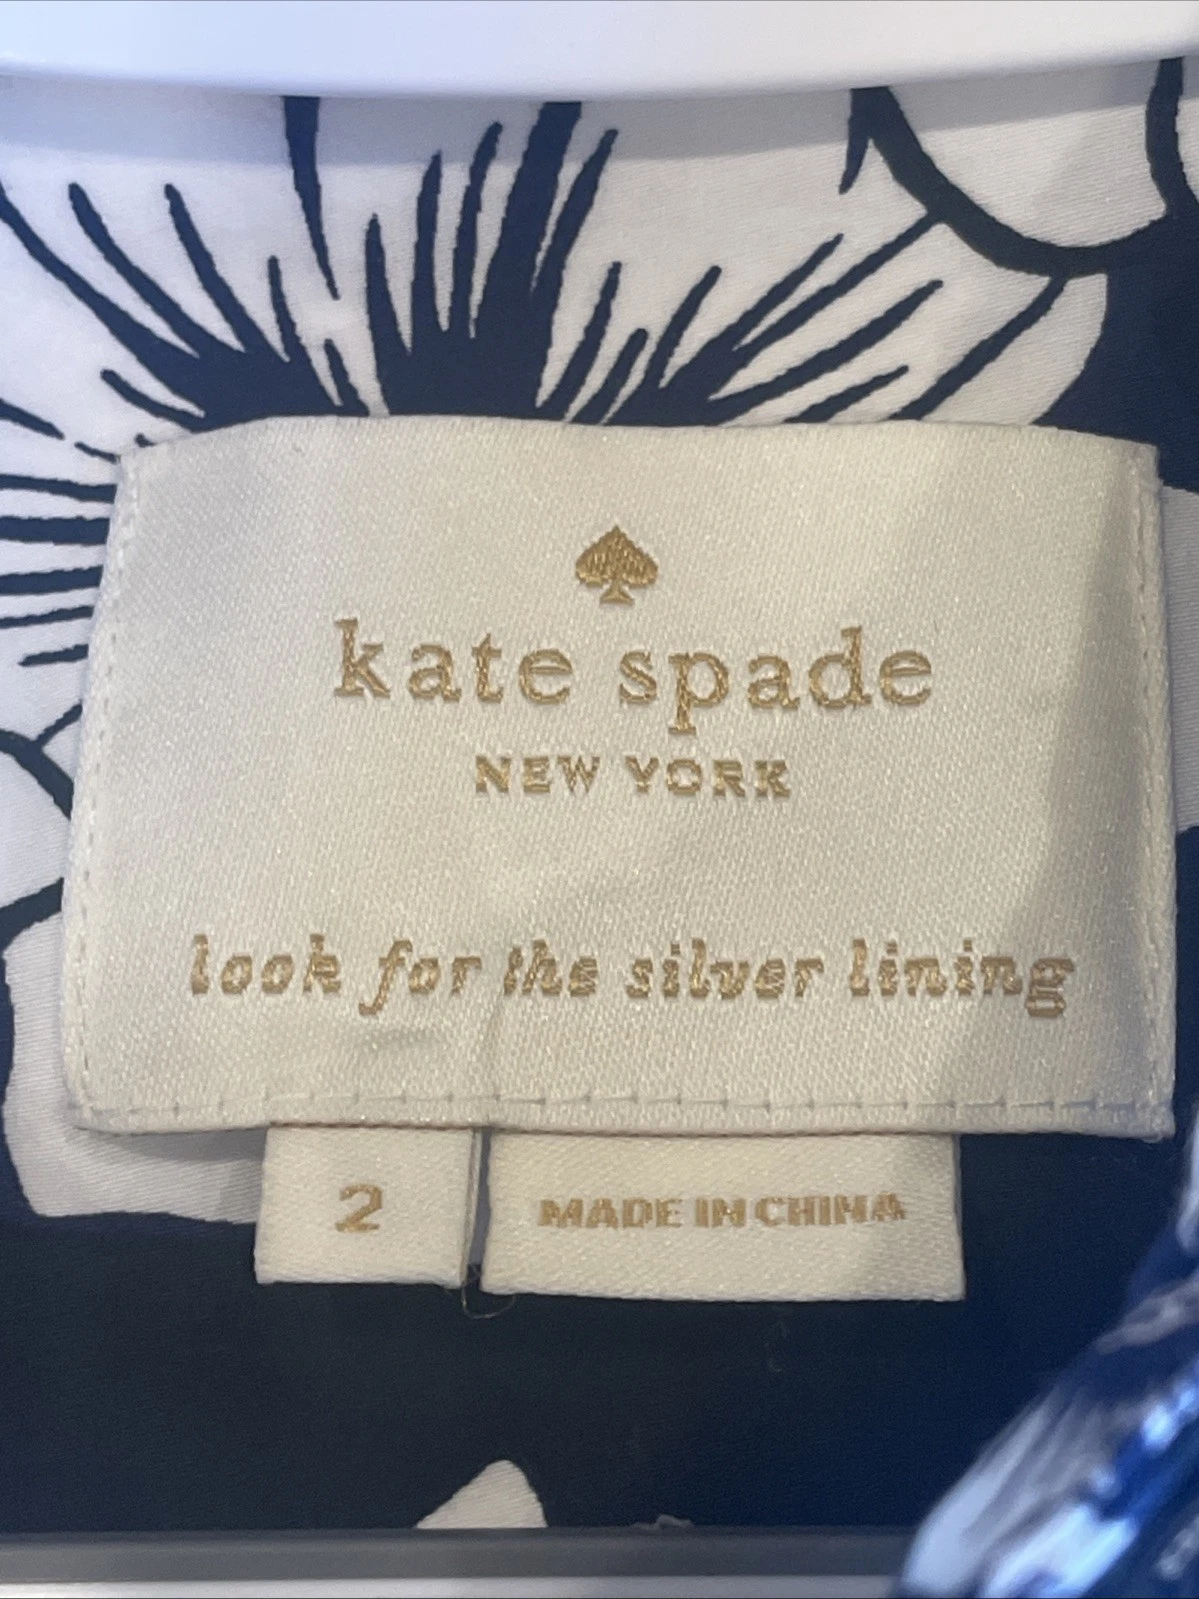 kate spade
NEW YORK
look for the silver lining
2
MADE IN CHINA